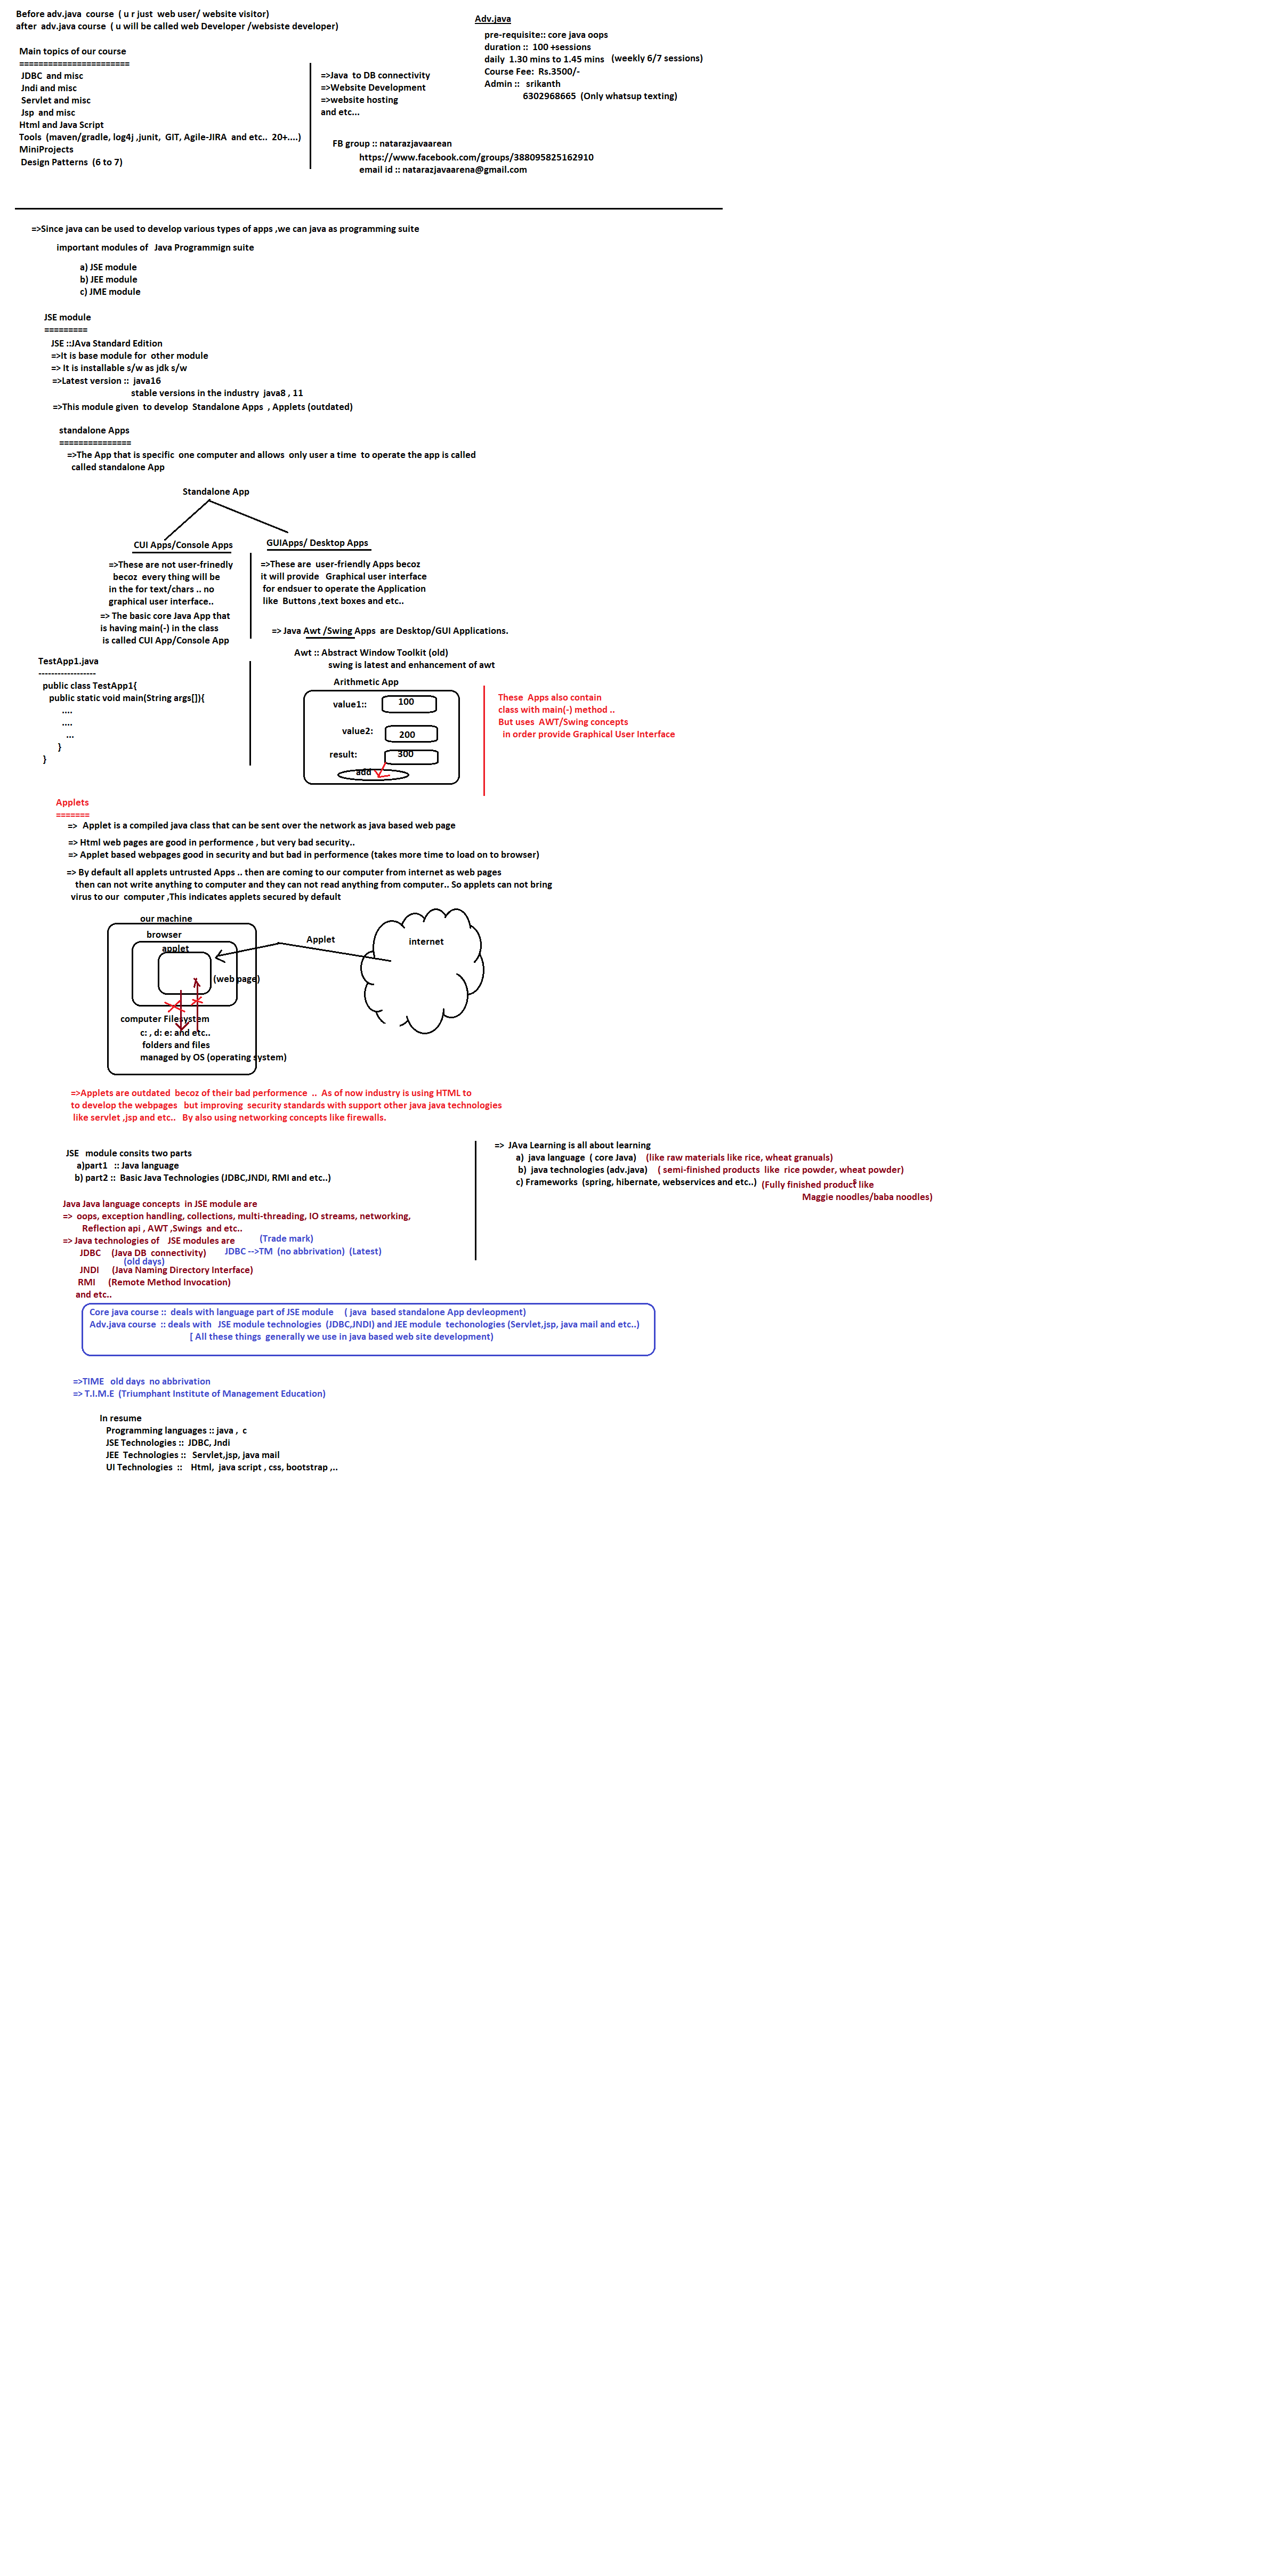 Before adv.java course ( u r just web user/ website visitor)
after adv.java course ( u will be called web Developer /websiste developer)
Main topics of our course
=======================
JDBC and misc
Jndi and misc
Servlet and misc
Jsp and misc
Html and Java Script
Tools (maven/gradle, log4j ,junit, GIT, Agile-JIRA and etc.. 20+....)
MiniProjects
Design Patterns (6 to 7)
=>Java to DB connectivity
=>Website Development
=>website hosting
and etc...
FB group :: natarazjavaarean
https://www.facebook.com/groups/388095825162910
email id :: natarazjavaarena@gmail.com
Adv.java
pre-requisite:: core java oops
duration :: 100 +sessions
daily 1.30 mins to 1.45 mins (weekly 6/7 sessions)
Course Fee: Rs.3500/-
Admin :: srikanth
6302968665 (Only whatsup texting)
=>Since java can be used to develop various types of apps ,we can java as programming suite
important modules of Java Programmign suite
a) JSE module
b) JEE module
c) JME module
JSE module
=========
JSE ::JAva Standard Edition
=>It is base module for other module
=> It is installable s/w as jdk s/w
=>Latest version :: java16
stable versions in the industry java8 , 11
=>This module given to develop Standalone Apps , Applets (outdated)
standalone Apps
===============
=>The App that is specific one computer and allows only user a time to operate the app is called
called standalone App
Standalone App
CUI Apps/Console Apps
=>These are not user-frinedly
becoz every thing will be
in the for text/chars .. no
graphical user interface..
=> The basic core Java App that
is having main(-) in the class
is called CUI App/Console App
GUIApps/ Desktop Apps
=>These are user-friendly Apps becoz
it will provide Graphical user interface
for endsuer to operate the Application
like Buttons ,text boxes and etc..
=> Java Awt /Swing Apps are Desktop/GUI Applications.
Awt :: Abstract Window Toolkit (old)
swing is latest and enhancement of awt
TestApp1.java
------------------
public class TestApp1{
public static void main(String args[]){
....
....
...
}
}
Arithmetic App
value1:: 100
value2: 200
result: 300
add
These Apps also contain
class with main(-) method ..
But uses AWT/Swing concepts
in order provide Graphical User Interface
Applets
=======
=> Applet is a compiled java class that can be sent over the network as java based web page
=> Html web pages are good in performence , but very bad security..
=> Applet based webpages good in security and but bad in performence (takes more time to load on to browser)
=> By default all applets untrusted Apps .. then are coming to our computer from internet as web pages
then can not write anything to computer and they can not read anything from computer.. So applets can not bring
virus to our computer ,This indicates applets secured by default
our machine
browser
applet
(web page)
Applet
internet
computer Filesystem
c: , d: e: and etc..
folders and files
managed by OS (operating system)
=>Applets are outdated becoz of their bad performence .. As of now industry is using HTML to
to develop the webpages but improving security standards with support other java java technologies
like servlet ,jsp and etc.. By also using networking concepts like firewalls.
JSE module consits two parts
a)part1 :: Java language
b) part2 :: Basic Java Technologies (JDBC,JNDI, RMI and etc..)
=> JAva Learning is all about learning
a) java language ( core Java) (like raw materials like rice, wheat granuals)
b) java technologies (adv.java) ( semi-finished products like rice powder, wheat powder)
c) Frameworks (spring, hibernate, webservices and etc..) (Fully finished product like
Maggie noodles/baba noodles)
Java Java language concepts in JSE module are
=> oops, exception handling, collections, multi-threading, IO streams, networking,
Reflection api , AWT ,Swings and etc..
=> Java technologies of JSE modules are (Trade mark)
JDBC (Java DB connectivity) JDBC -->TM (no abbrivation) (Latest)
(old days)
JNDI (Java Naming Directory Interface)
RMI (Remote Method Invocation)
and etc..
Core java course :: deals with language part of JSE module ( java based standalone App devleopment)
Adv.java course :: deals with JSE module technologies (JDBC,JNDI) and JEE module techonologies (Servlet,jsp, java mail and etc..)
[ All these things generally we use in java based web site development)
=>TIME old days no abbrivation
=> T.I.M.E (Triumphant Institute of Management Education)
In resume
Programming languages :: java , c
JSE Technologies :: JDBC, Jndi
JEE Technologies :: Servlet,jsp, java mail
UI Technologies :: Html, java script , css, bootstrap ,..